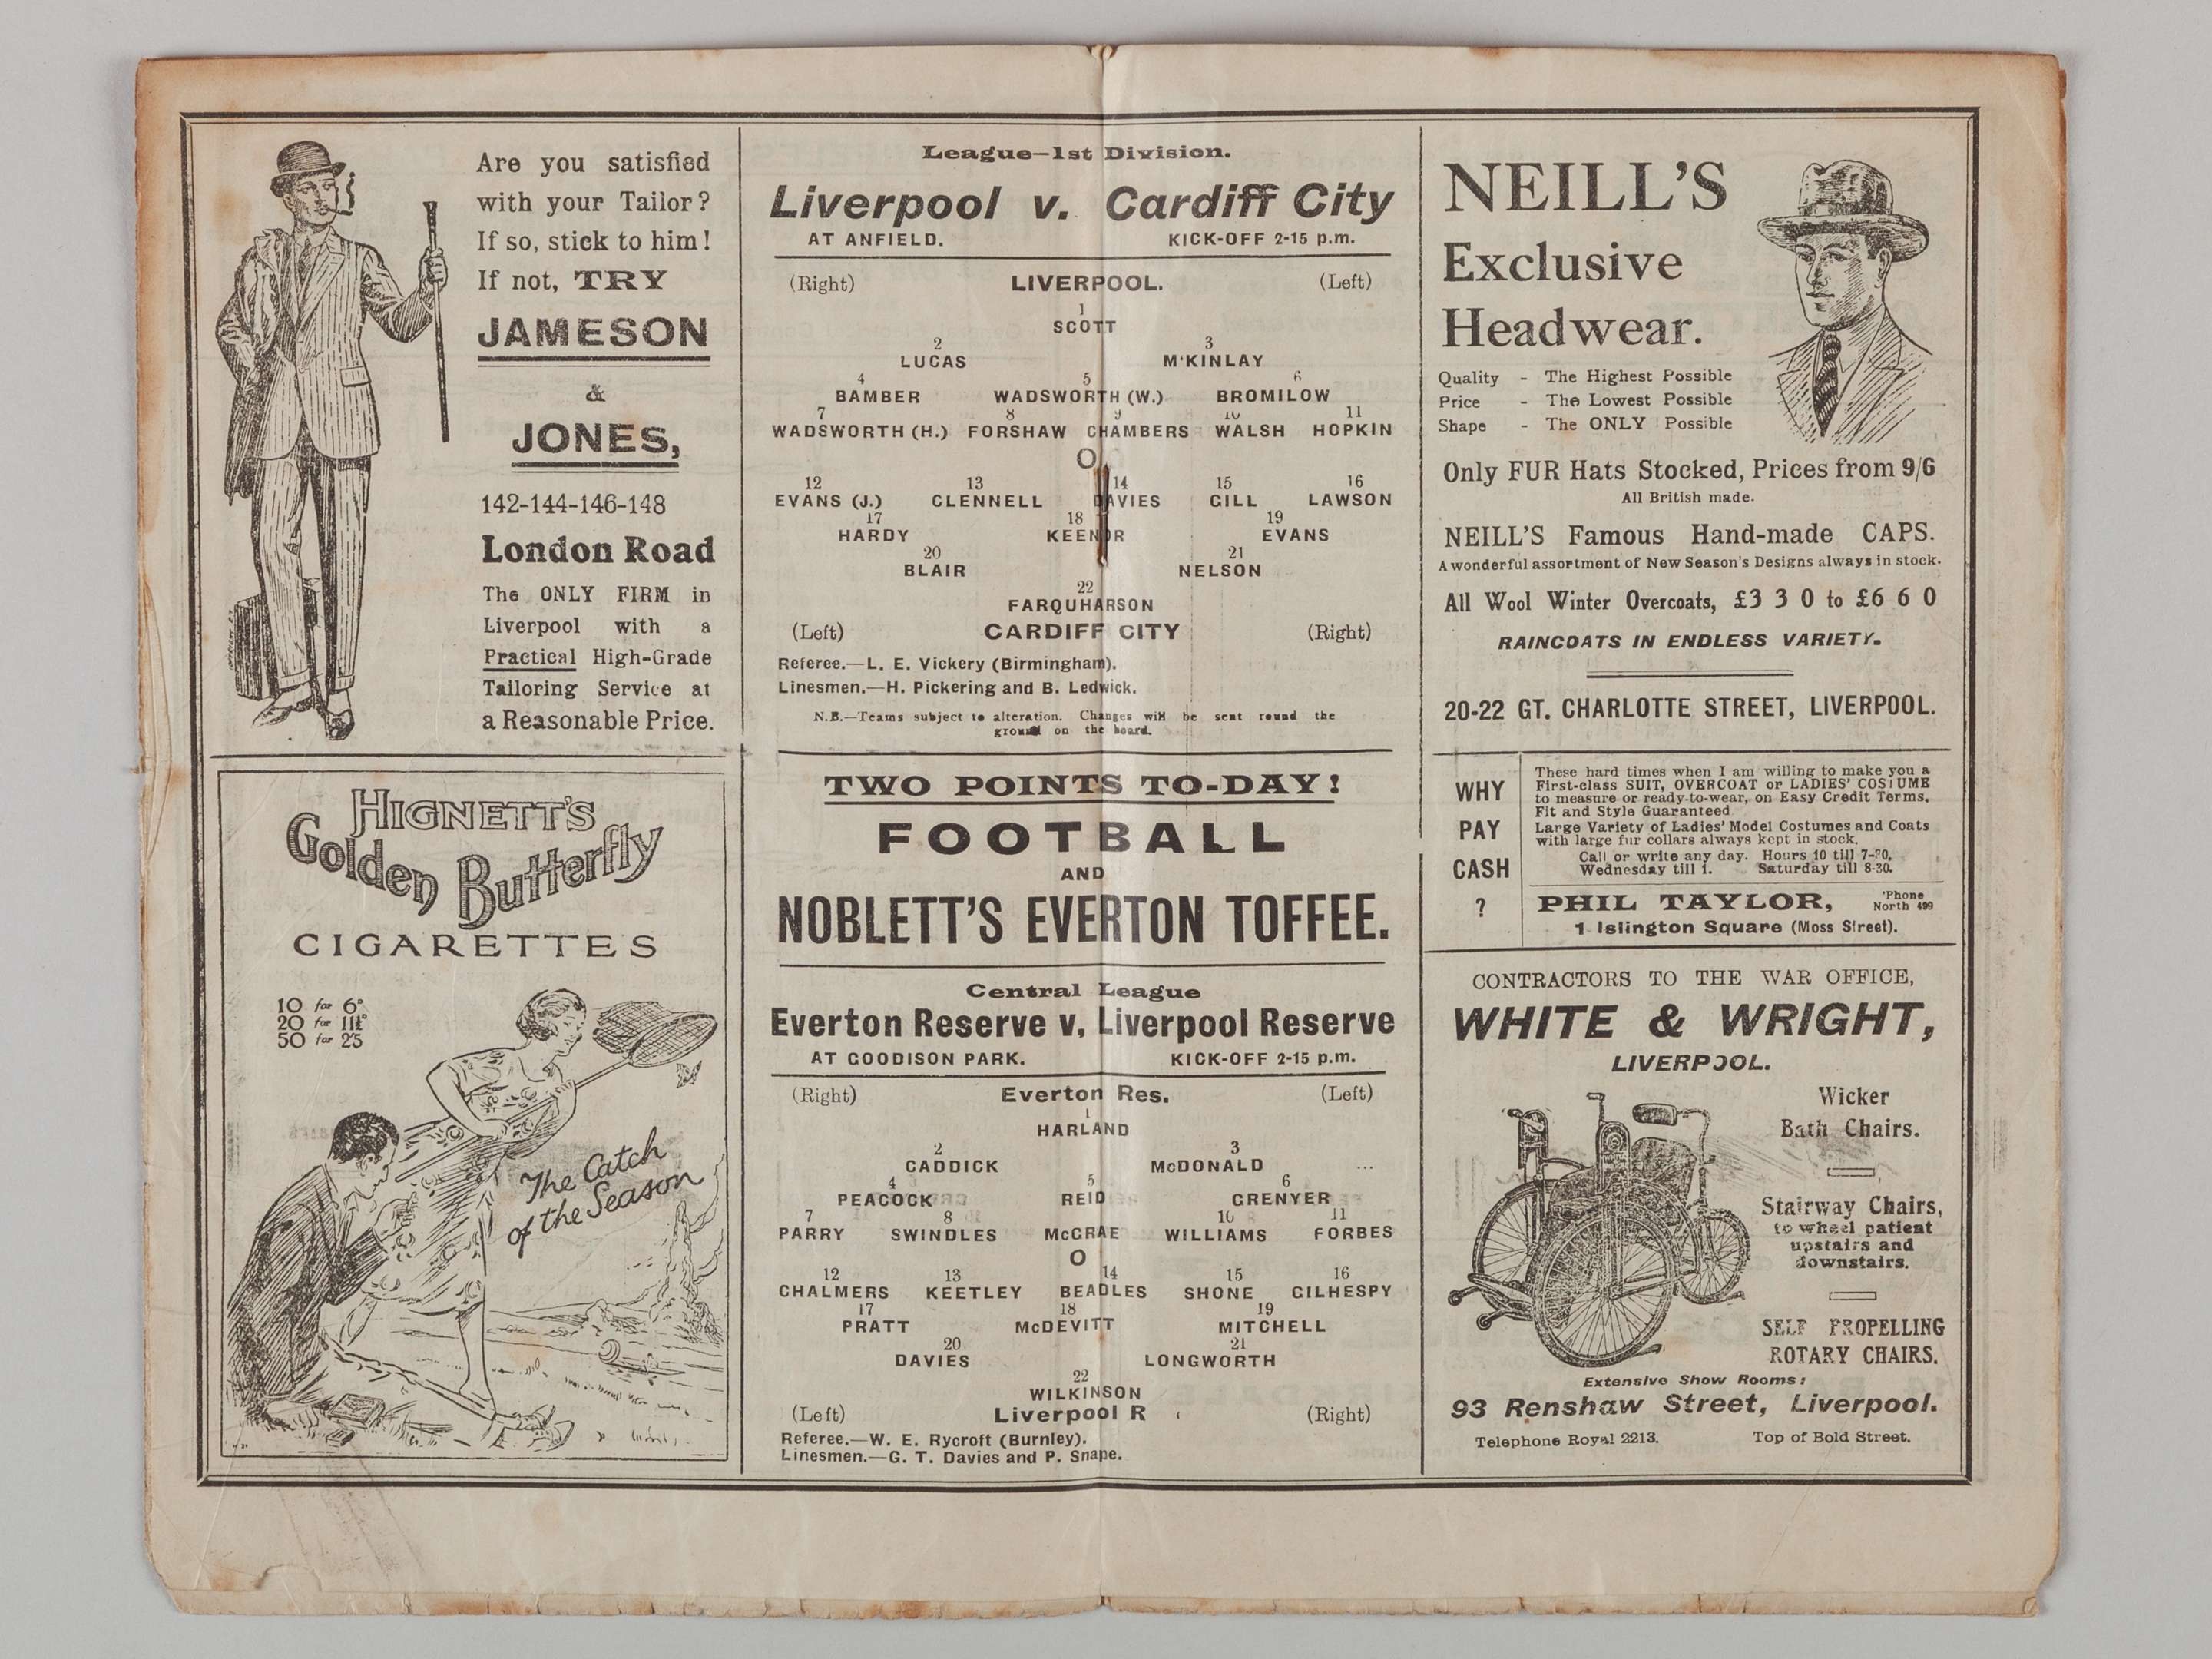 Are you satisfied
with your Tailor?
If so, stick to him!
If not, TRY
JAMESON
&
JONES,
142-144-146-148
London Road
The ONLY FIRM in
Liverpool with a
Practical High-Grade
Tailoring Service at
a Reasonable Price.
HIGNETT'S
Golden Butterfly
CIGARETTES
10 for 6D
20 for 11½D
50 for 2'5
The Catch
of the Season
League—1st Division.
Liverpool v. Cardiff City
AT ANFIELD. KICK-OFF 2-15 p.m.
(Right) LIVERPOOL. (Left)
1
SCOTT
2 3
LUCAS M'KINLAY
4 5 6
BAMBER WADSWORTH (W.) BROMILOW
7 8 9 10 11
WADSWORTH (H.) FORSHAW CHAMBERS WALSH HOPKIN
O
12 13 14 15 16
EVANS (J.) CLENNELL DAVIES GILL LAWSON
17 18 19
HARDY KEENOR EVANS
20 21
BLAIR NELSON
22
FARQUHARSON
(Left) CARDIFF CITY (Right)
Referee.—L. E. Vickery (Birmingham).
Linesmen.—H. Pickering and B. Ledwick.
N.B.—Teams subject to alteration. Changes will be sent round the
ground on the board.
TWO POINTS TO-DAY!
FOOTBALL
AND
NOBLETT'S EVERTON TOFFEE.
Central League
Everton Reserve v, Liverpool Reserve
AT GOODISON PARK. KICK-OFF 2-15 p.m.
(Right) Everton Res. (Left)
1
HARLAND
2 3
CADDICK McDONALD ...
4 5 6
PEACOCK REID GRENYER
7 8 10 11
PARRY SWINDLES McCRAE WILLIAMS FORBES
O
12 13 14 15 16
CHALMERS KEETLEY BEADLES SHONE GILHESPY
17 18 19
PRATT McDEVITT MITCHELL
20 21
DAVIES LONGWORTH
22
WILKINSON
(Left) Liverpool R (Right)
Referee.—W. E. Rycroft (Burnley).
Linesmen.—G. T. Davies and P. Snape.
NEILL'S
Exclusive
Headwear.
Quality - The Highest Possible
Price - The Lowest Possible
Shape - The ONLY Possible
Only FUR Hats Stocked, Prices from 9/6
All British made.
NEILL'S Famous Hand-made CAPS.
A wonderful assortment of New Season's Designs always in stock.
All Wool Winter Overcoats, £3 3 0 to £6 6 0
RAINCOATS IN ENDLESS VARIETY.
20-22 GT. CHARLOTTE STREET, LIVERPOOL.
WHY
PAY
CASH
?
These hard times when I am willing to make you a
First-class SUIT, OVERCOAT or LADIES' COSTUME
to measure or ready-to-wear, on Easy Credit Terms.
Fit and Style Guaranteed.
Large Variety of Ladies' Model Costumes and Coats
with large fur collars always kept in stock.
Call or write any day. Hours 10 till 7-30,
Wednesday till 1. Saturday till 8-30.
PHIL TAYLOR, 'Phone
North 499
1 Islington Square (Moss Street).
CONTRACTORS TO THE WAR OFFICE,
WHITE & WRIGHT,
LIVERPOOL.
Wicker
Bath Chairs.
Stairway Chairs,
to wheel patient
upstairs and
downstairs.
SELF PROPELLING
ROTARY CHAIRS.
Extensive Show Rooms:
93 Renshaw Street, Liverpool.
Telephone Royal 2213. Top of Bold Street.